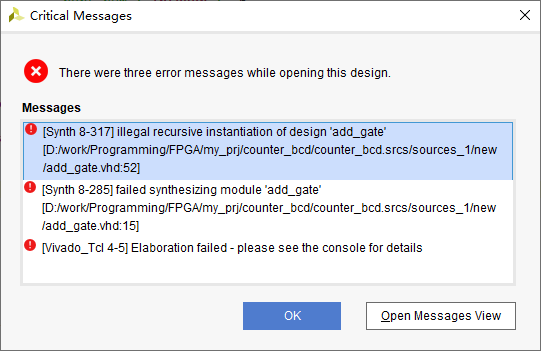 Critical Messages
There were three error messages while opening this design.
Messages
[Synth 8-317] illegal recursive instantiation of design 'add_gate'
[D:/work/Programming/FPGA/my_prj/counter_bcd/counter_bcd.srcs/sources_1/new
/add_gate.vhd:52]
[Synth 8-285] failed synthesizing module 'add_gate'
[D:/work/Programming/FPGA/my_prj/counter_bcd/counter_bcd.srcs/sources_1/new
/add_gate.vhd:15]
[Vivado_Tcl 4-5] Elaboration failed - please see the console for details
OK
Open Messages View